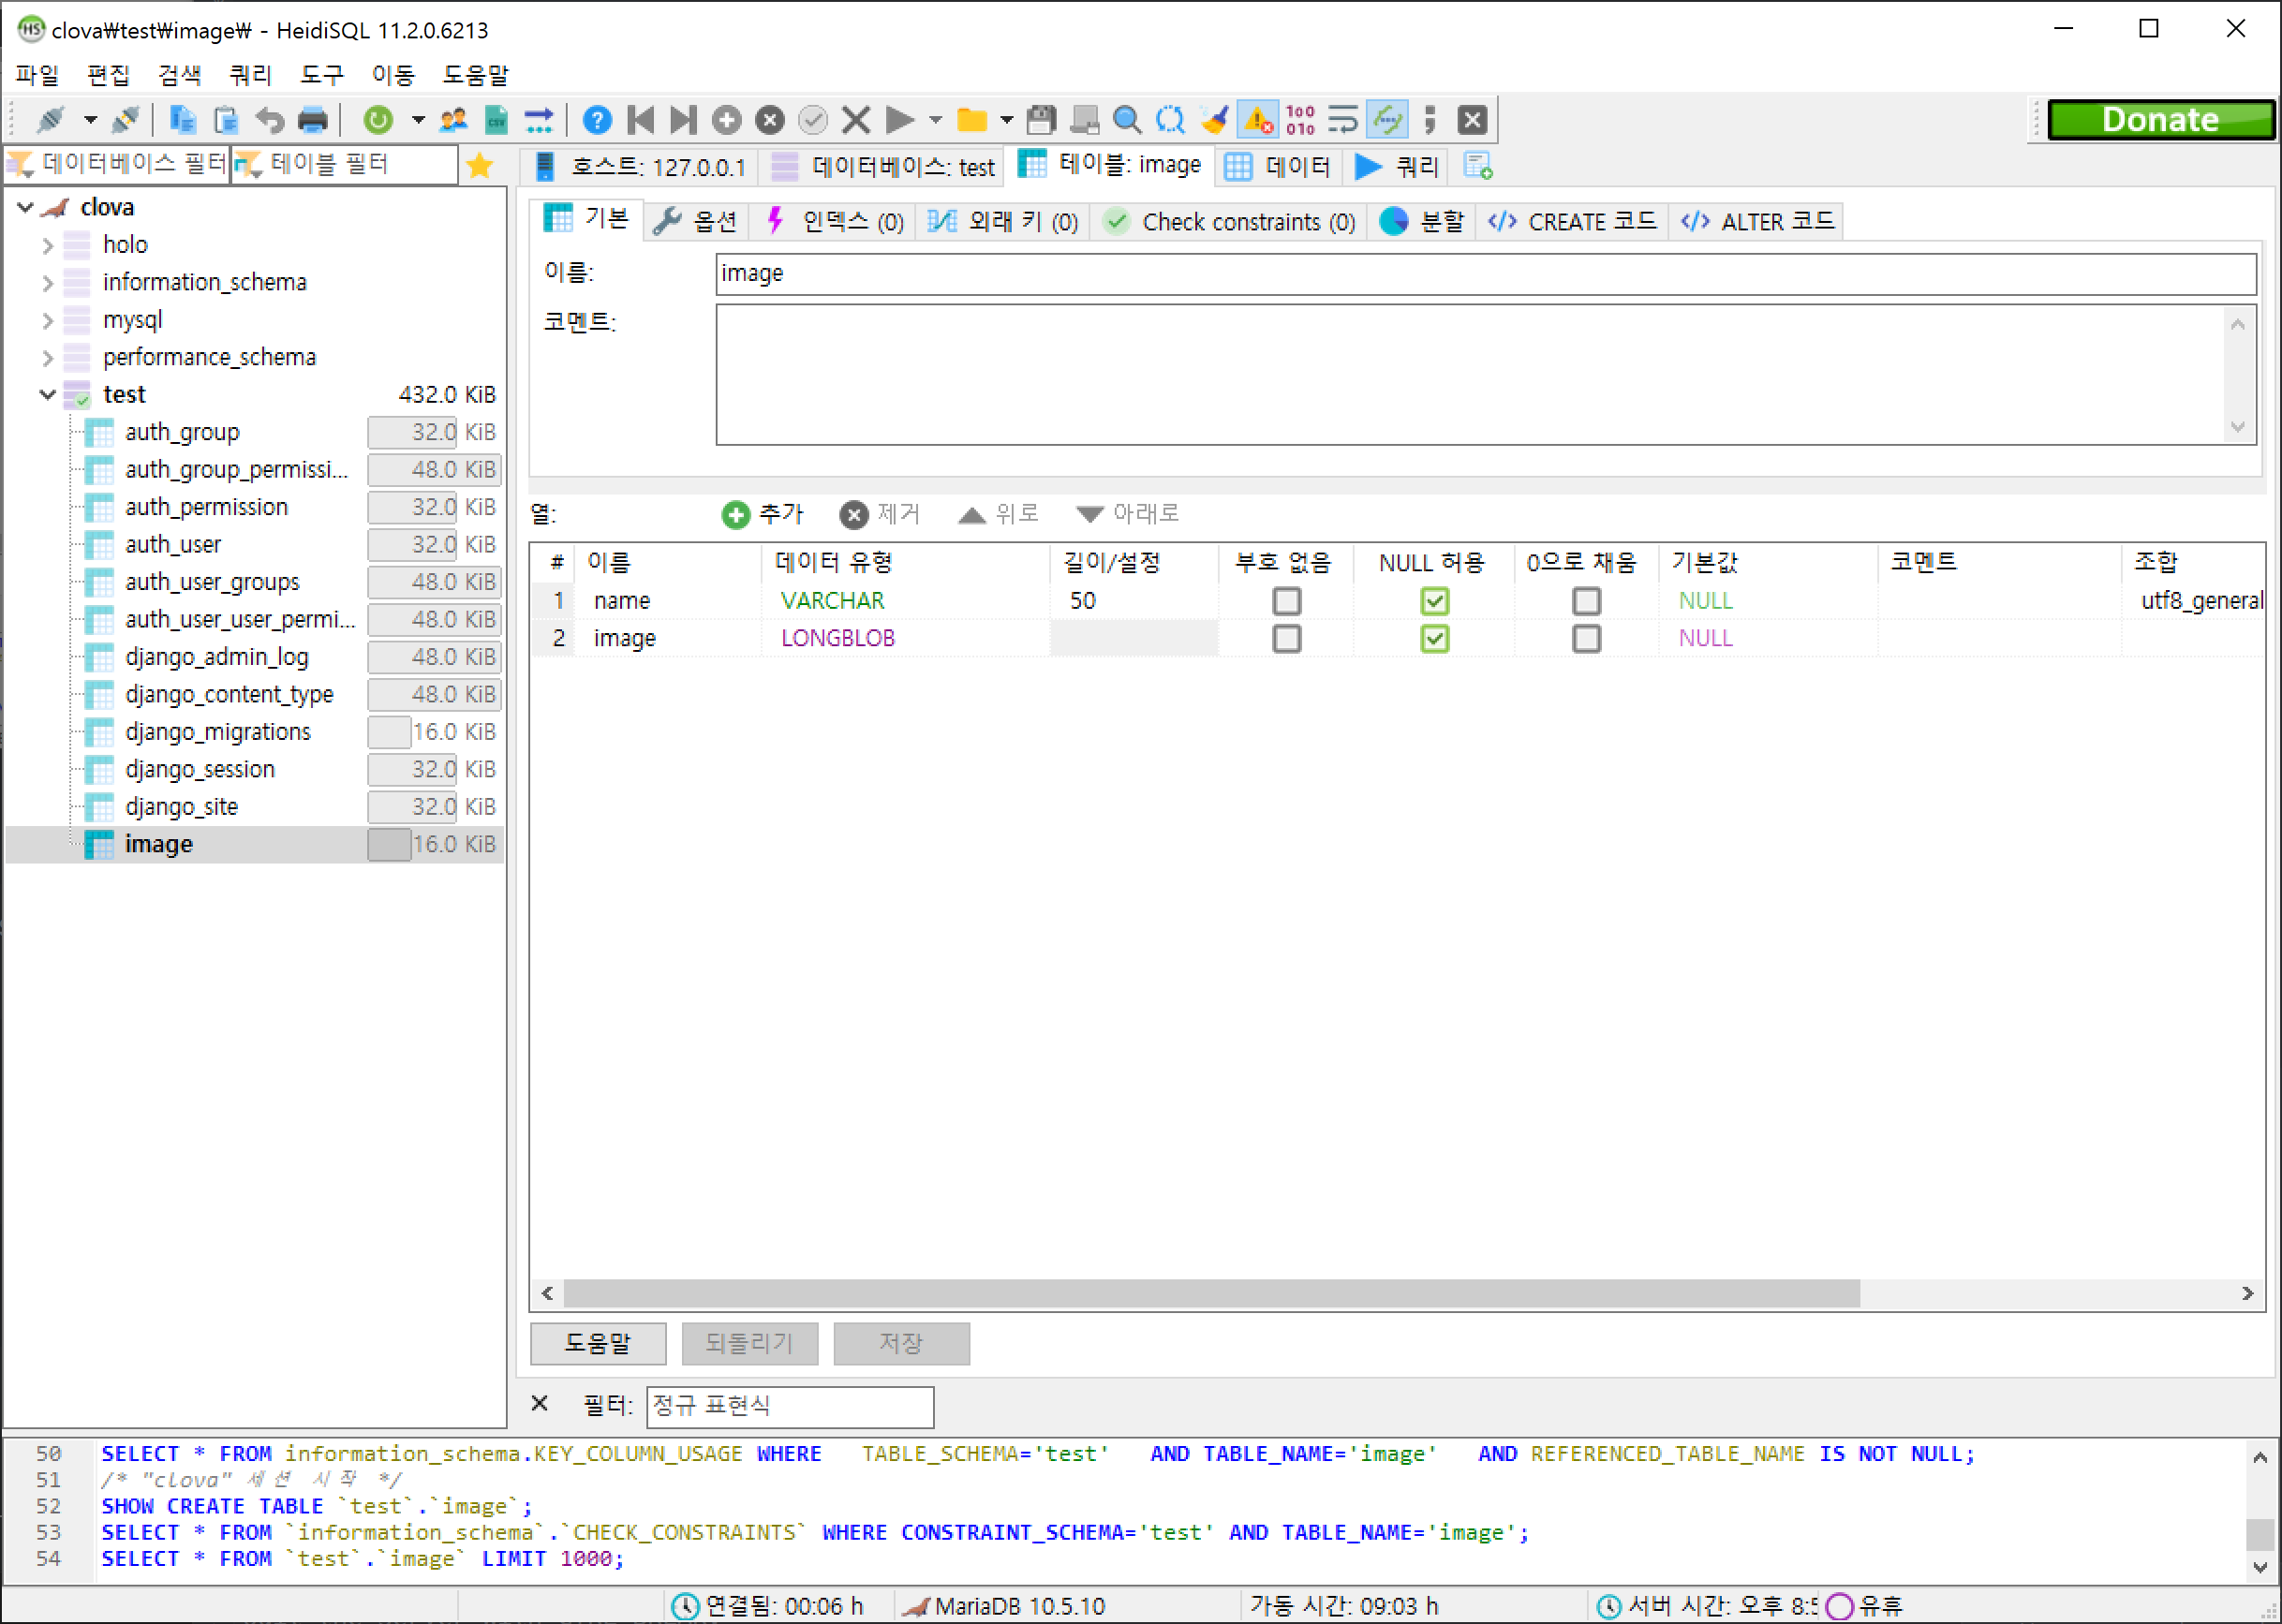 clova₩test₩image₩ - HeidiSQL 11.2.0.6213
파일 편집 검색 쿼리 도구 이동 도움말
Donate
데이터베이스 필터 테이블 필터
호스트: 127.0.0.1 데이터베이스: test 테이블: image 데이터 쿼리
clova
holo
information_schema
mysql
performance_schema
test 432.0 KiB
auth_group 32.0 KiB
auth_group_permissi... 48.0 KiB
auth_permission 32.0 KiB
auth_user 32.0 KiB
auth_user_groups 48.0 KiB
auth_user_user_permi... 48.0 KiB
django_admin_log 48.0 KiB
django_content_type 48.0 KiB
django_migrations 16.0 KiB
django_session 32.0 KiB
django_site 32.0 KiB
image 16.0 KiB
기본 옵션 인덱스 (0) 외래 키 (0) Check constraints (0) 분할 CREATE 코드 ALTER 코드
이름: image
코멘트:
열: 추가 제거 위로 아래로
# 이름 데이터 유형 길이/설정 부호 없음 NULL 허용 0으로 채움 기본값 코멘트 조합
1 name VARCHAR 50 NULL utf8_general
2 image LONGBLOB NULL
도움말 되돌리기 저장
필터: 정규 표현식
50 SELECT * FROM information_schema.KEY_COLUMN_USAGE WHERE TABLE_SCHEMA='test' AND TABLE_NAME='image' AND REFERENCED_TABLE_NAME IS NOT NULL;
51 /* "clova" 세션 시작 */
52 SHOW CREATE TABLE `test`.`image`;
53 SELECT * FROM `information_schema`.`CHECK_CONSTRAINTS` WHERE CONSTRAINT_SCHEMA='test' AND TABLE_NAME='image';
54 SELECT * FROM `test`.`image` LIMIT 1000;
연결됨: 00:06 h MariaDB 10.5.10 가동 시간: 09:03 h 서버 시간: 오후 8:5 유휴